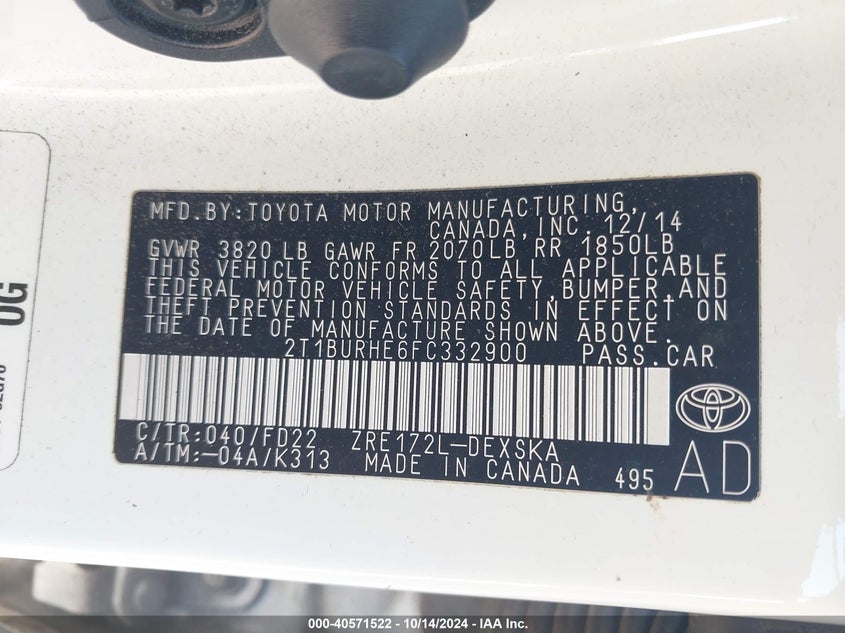 MFD.BY:TOYOTA MOTOR MANUFACTURING,
CANADA,INC. 12/14
GVWR 3820 LB GAWR FR 2070LB RR 1850LB
THIS VEHICLE CONFORMS TO ALL APPLICABLE
FEDERAL MOTOR VEHICLE SAFETY,BUMPER,AND
THEFT PREVENTION STANDARDS IN EFFECT ON
THE DATE OF MANUFACTURE SHOWN ABOVE.
2T1BURHE6FC332900 PASS.CAR
C/TR:040/FD22 ZRE172L-DEXSKA
A/TM:-04A/K313 MADE IN CANADA 495 AD
OG
000-40571522 - 10/14/2024 - IAA Inc.